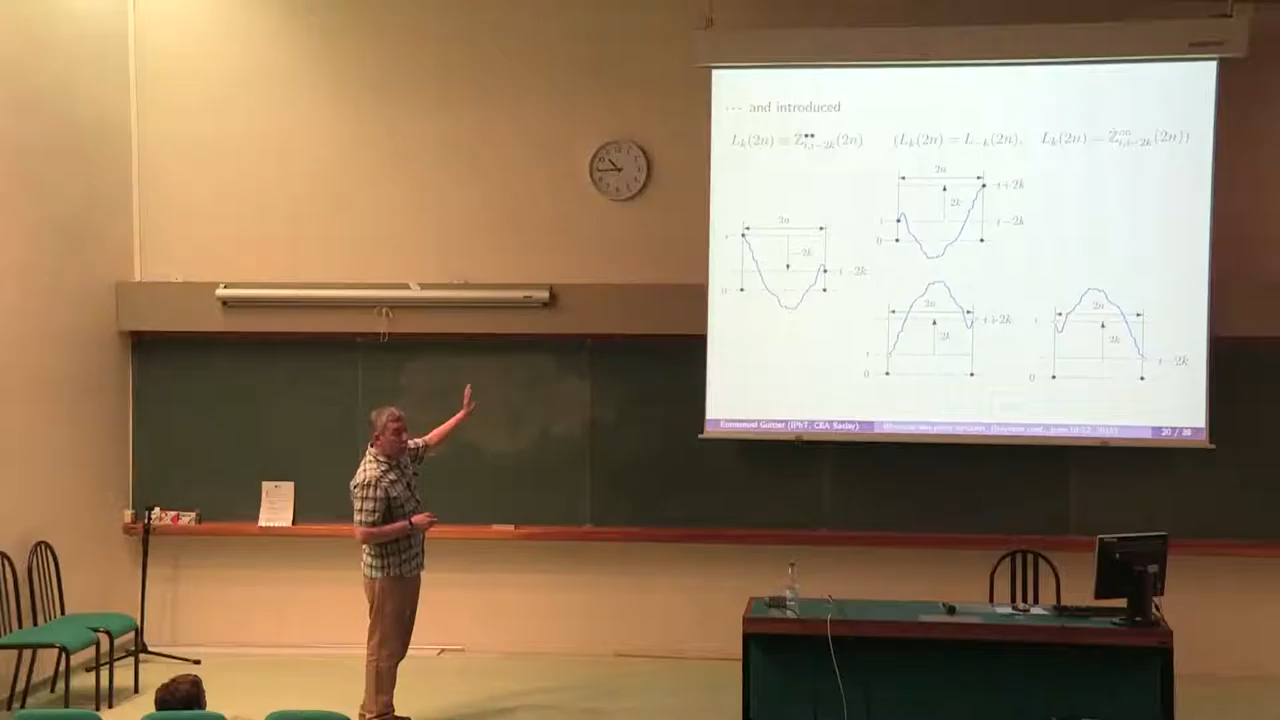 ··· and introduced
L_k(2n) ≡ Z^{••}_{i,i−2k}(2n) (L_k(2n) = L_{−k}(2n), L_k(2n) = Z̃^{○○}_{i,i−2k}(2n))
2n
2k
i+2k
i
i−2k
0
2n
i
−2k
i−2k
0
2n
i+2k
2k
i
0
2n
i
2k
i−2k
0
Emmanuel Guitter (IPhT, CEA Saclay)
20 / 28